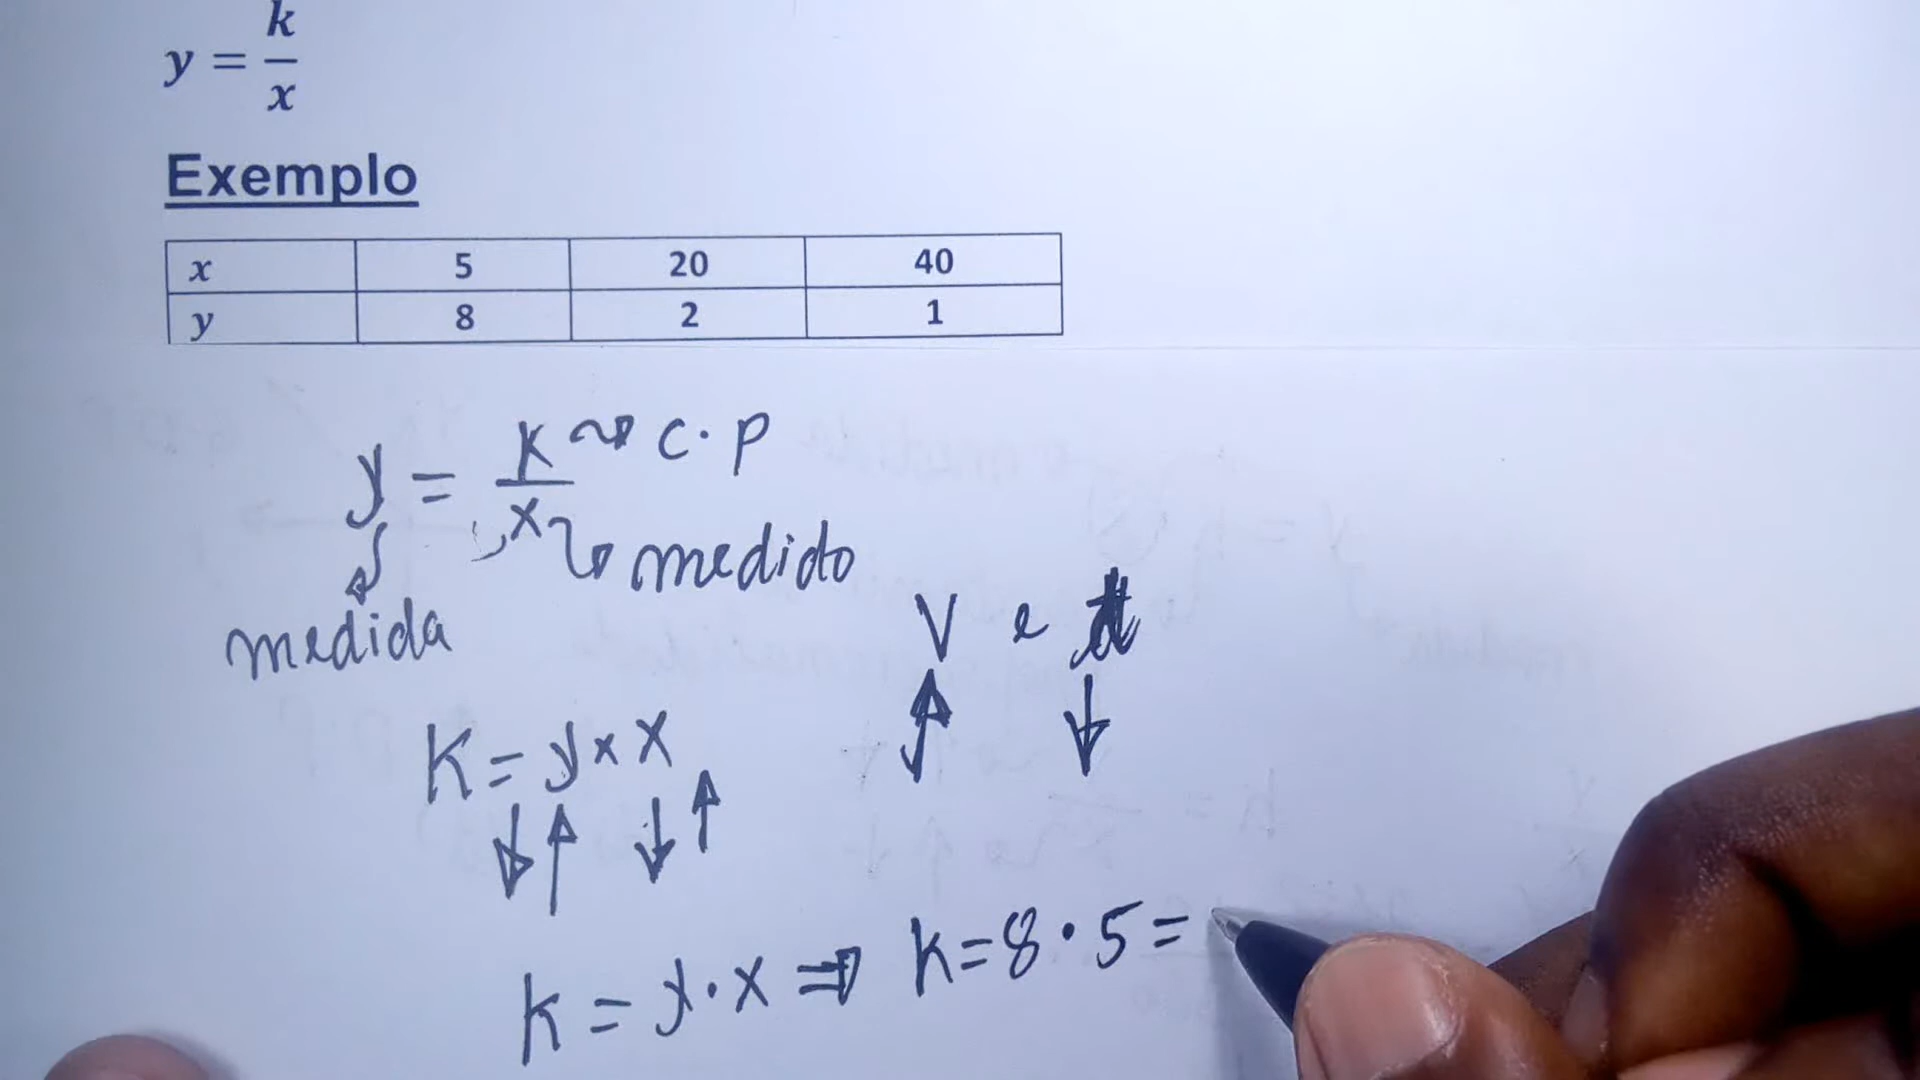 y = k/x
Exemplo
x 5 20 40
y 8 2 1
y = K/x c.p
medido
medida
V e t
K = y × x
k = y · x ⇒ k = 8 · 5 =